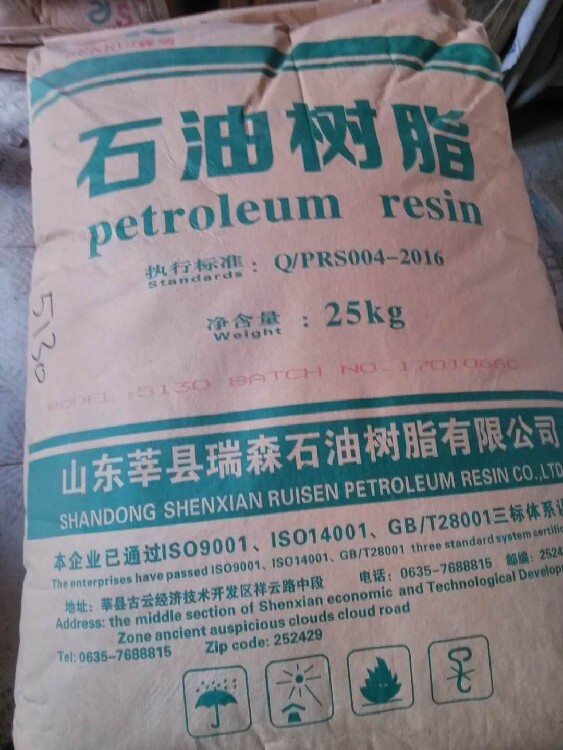 石油树脂
petroleum resin
执行标准: Q/PRS004-2016
Standards
净含量: 25kg
Weight
5130
MODEL:5130 BATCH NO.1701066C
山东莘县瑞森石油树脂有限公司
SHANDONG SHENXIAN RUISEN PETROLEUM RESIN CO.,LTD
本企业已通过ISO9001、ISO14001、GB/T28001三标体系
The enterprises have passed ISO9001、ISO14001、GB/T28001 three standard system
地址: 莘县古云经济技术开发区祥云路中段 电话: 0635-7688815 邮编: 2524
Address: the middle section of Shenxian economic and Technological Develop
Zone ancient auspicious clouds cloud road
Tel: 0635-7688815 Zip code: 252429